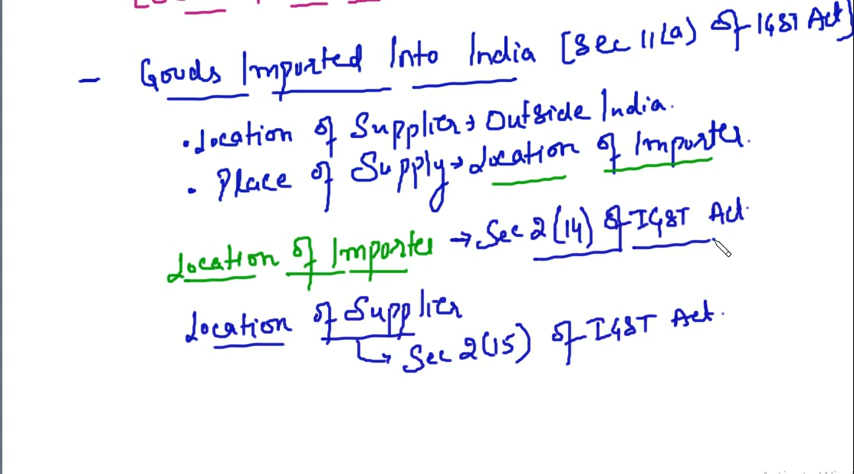 - Goods Imported Into India [Sec 11(a) of IGST Act]
• Location of Supplier → Outside India.
• Place of Supply → Location of Importer.
Location of Importer → Sec 2(14) of IGST Act.
Location of Supplier
↳ Sec 2(15) of IGST Act.